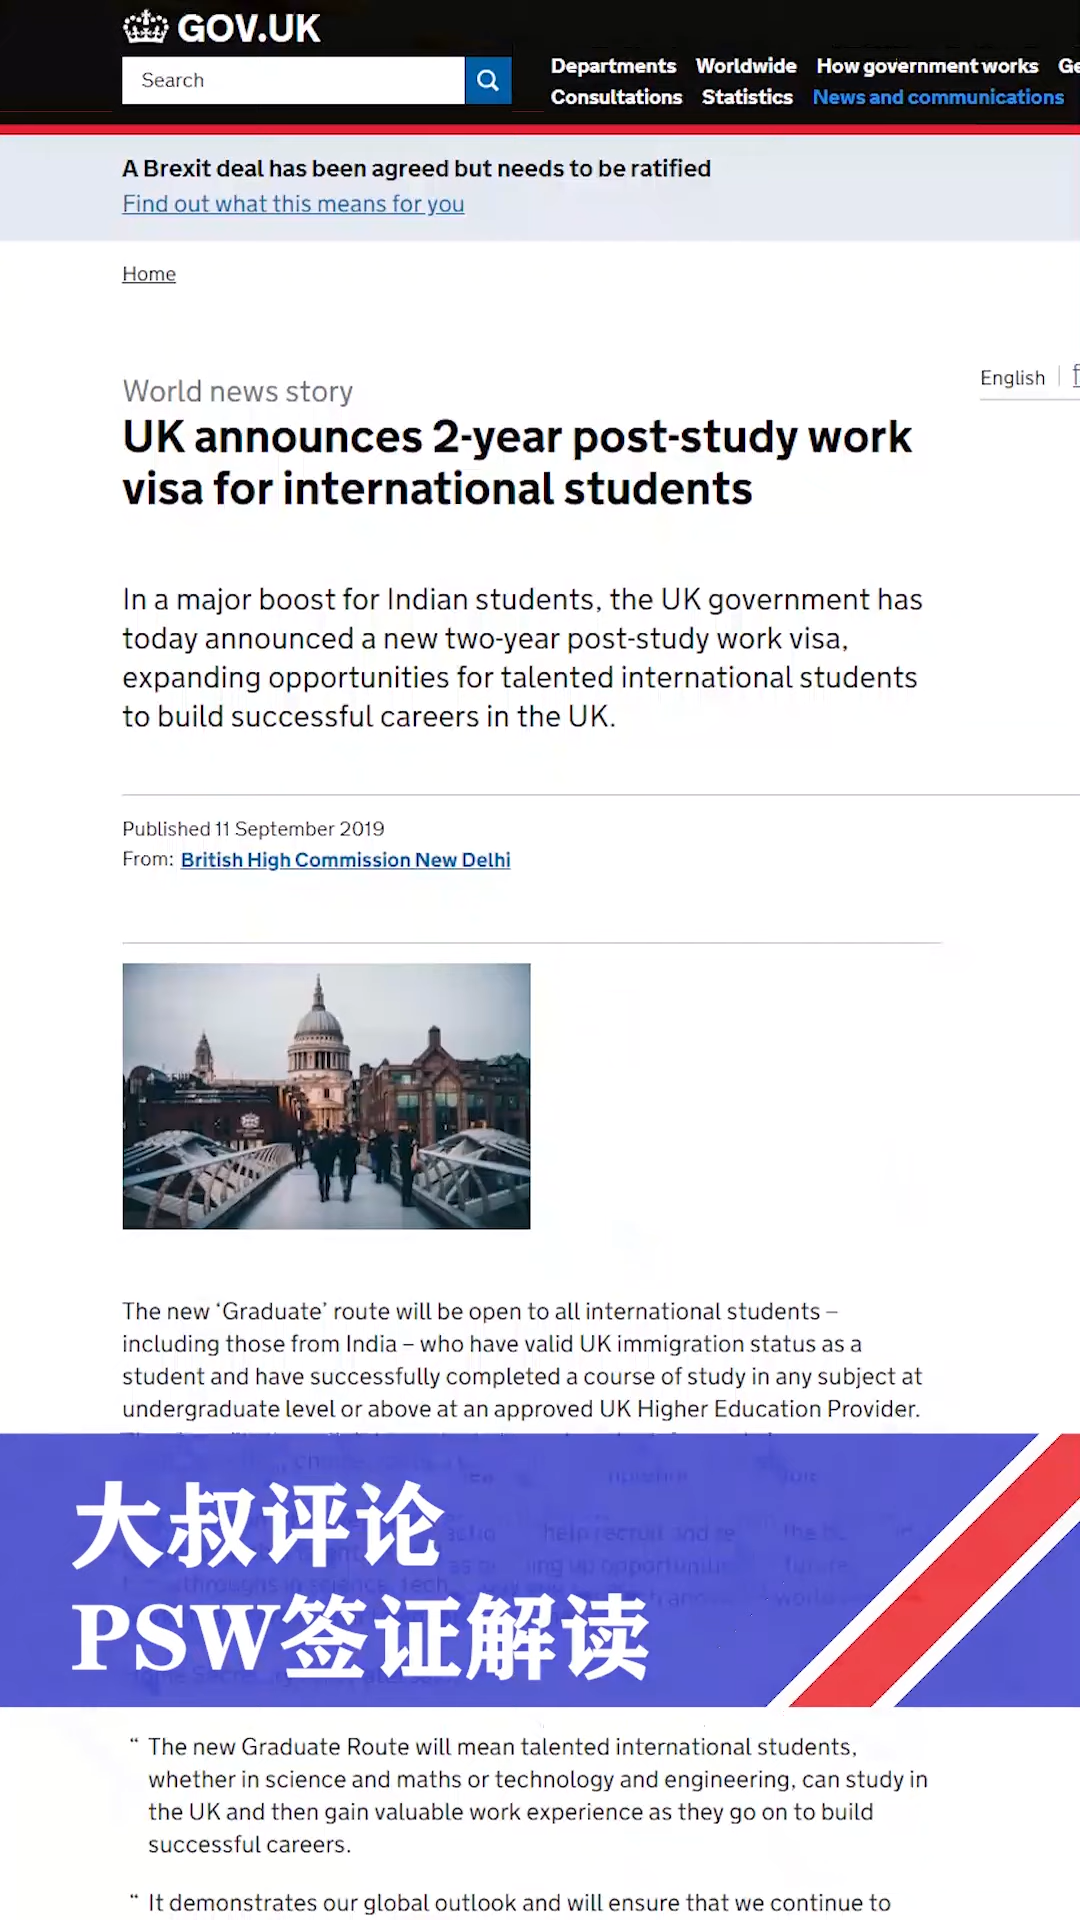 GOV.UK
Search
Departments Worldwide How government works
Consultations Statistics News and communications
A Brexit deal has been agreed but needs to be ratified
Find out what this means for you
Home
English
World news story
UK announces 2-year post-study work
visa for international students
In a major boost for Indian students, the UK government has
today announced a new two-year post-study work visa,
expanding opportunities for talented international students
to build successful careers in the UK.
Published 11 September 2019
From: British High Commission New Delhi
The new ‘Graduate’ route will be open to all international students –
including those from India – who have valid UK immigration status as a
student and have successfully completed a course of study in any subject at
undergraduate level or above at an approved UK Higher Education Provider.
大叔评论
PSW签证解读
“ The new Graduate Route will mean talented international students,
whether in science and maths or technology and engineering, can study in
the UK and then gain valuable work experience as they go on to build
successful careers.
“ It demonstrates our global outlook and will ensure that we continue to